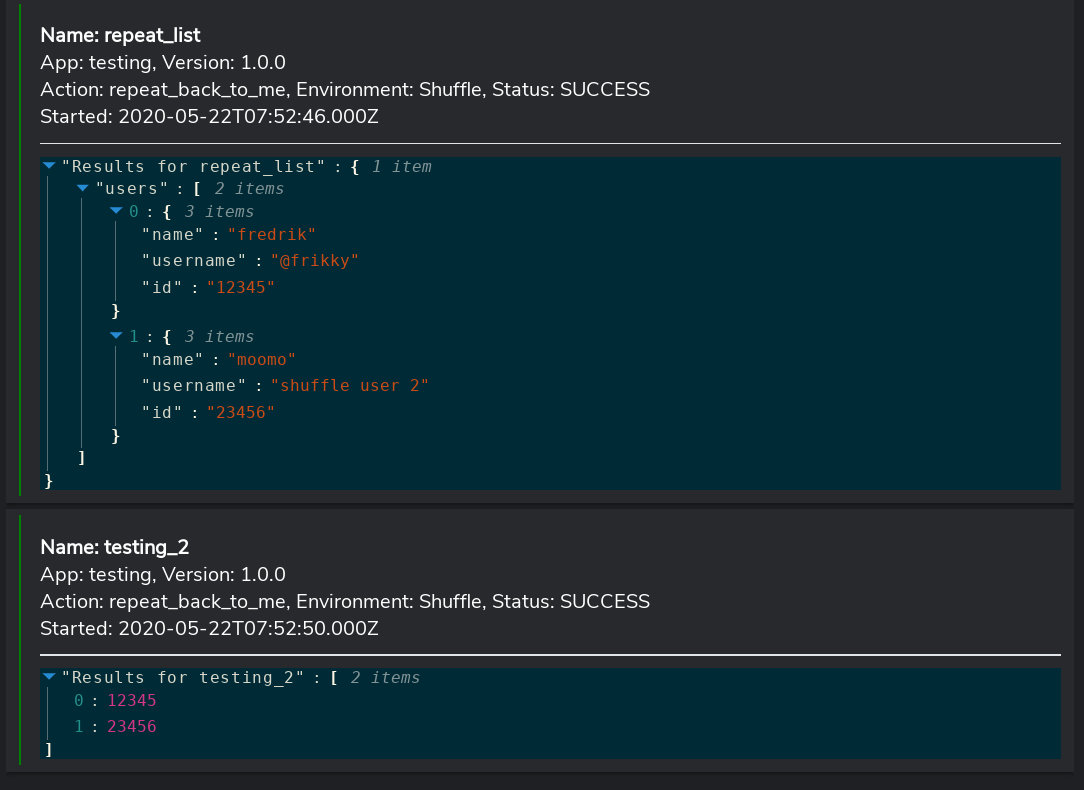 Name: repeat_list
App: testing, Version: 1.0.0
Action: repeat_back_to_me, Environment: Shuffle, Status: SUCCESS
Started: 2020-05-22T07:52:46.000Z
"Results for repeat_list" : { 1 item
"users" : [ 2 items
0 : { 3 items
"name" : "fredrik"
"username" : "@frikky"
"id" : "12345"
}
1 : { 3 items
"name" : "moomo"
"username" : "shuffle user 2"
"id" : "23456"
}
]
}
Name: testing_2
App: testing, Version: 1.0.0
Action: repeat_back_to_me, Environment: Shuffle, Status: SUCCESS
Started: 2020-05-22T07:52:50.000Z
"Results for testing_2" : [ 2 items
0 : 12345
1 : 23456
]